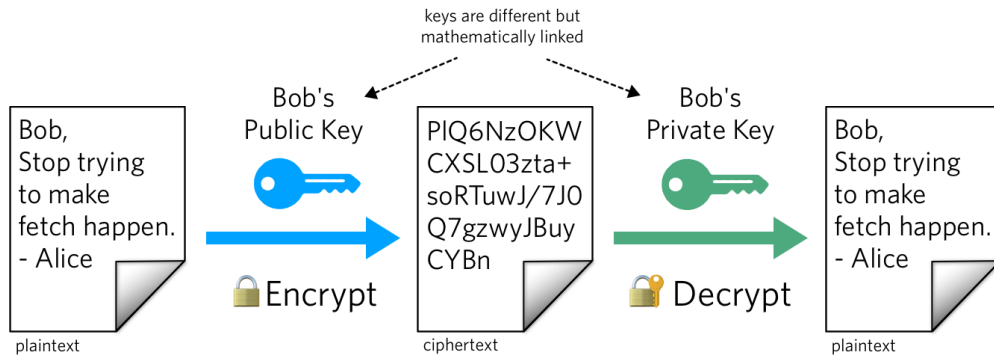 keys are different but
mathematically linked
Bob,
Stop trying
to make
fetch happen.
- Alice
plaintext
Bob's
Public Key
Encrypt
PlQ6NzOKW
CXSL03zta+
soRTuwJ/7J0
Q7gzwyJBuy
CYBn
ciphertext
Bob's
Private Key
Decrypt
Bob,
Stop trying
to make
fetch happen.
- Alice
plaintext